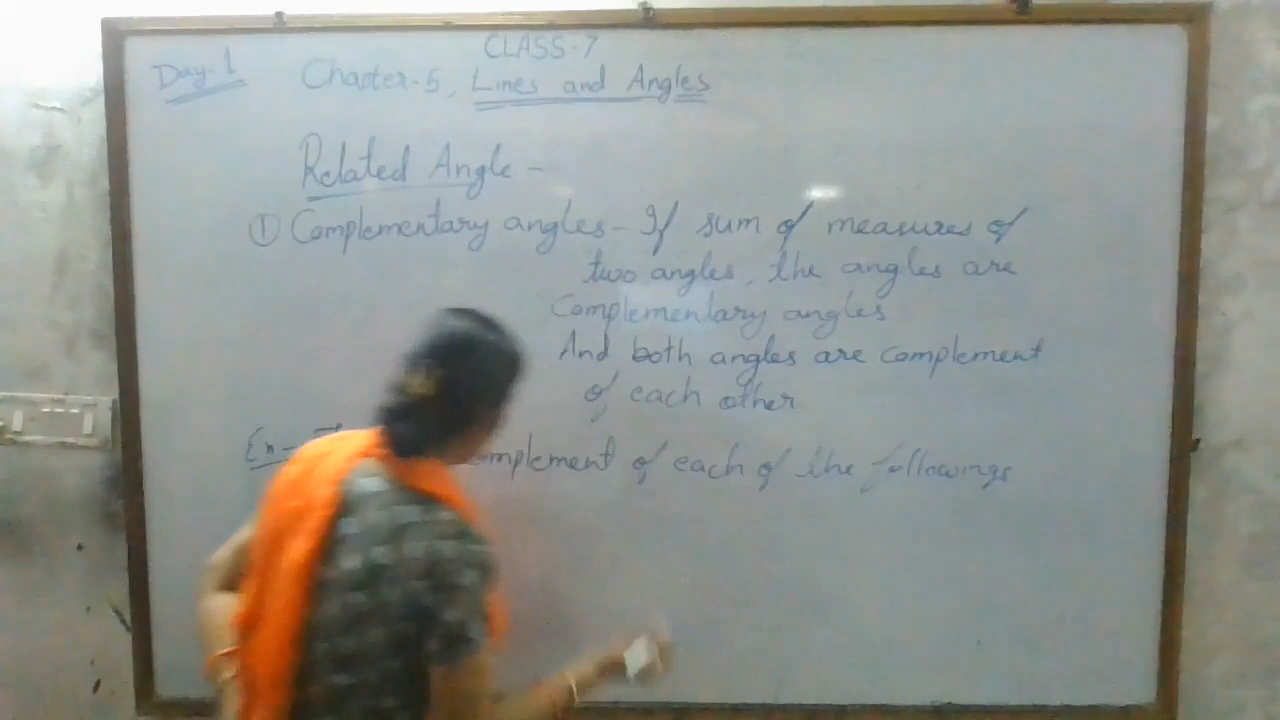 CLASS-7
Day-1
Chapter-5, Lines and Angles
Related Angle -
① Complementary angles - If sum of measures of
two angles, the angles are
Complementary angles
And both angles are complement
of each other
Ex-
omplement of each of the followings